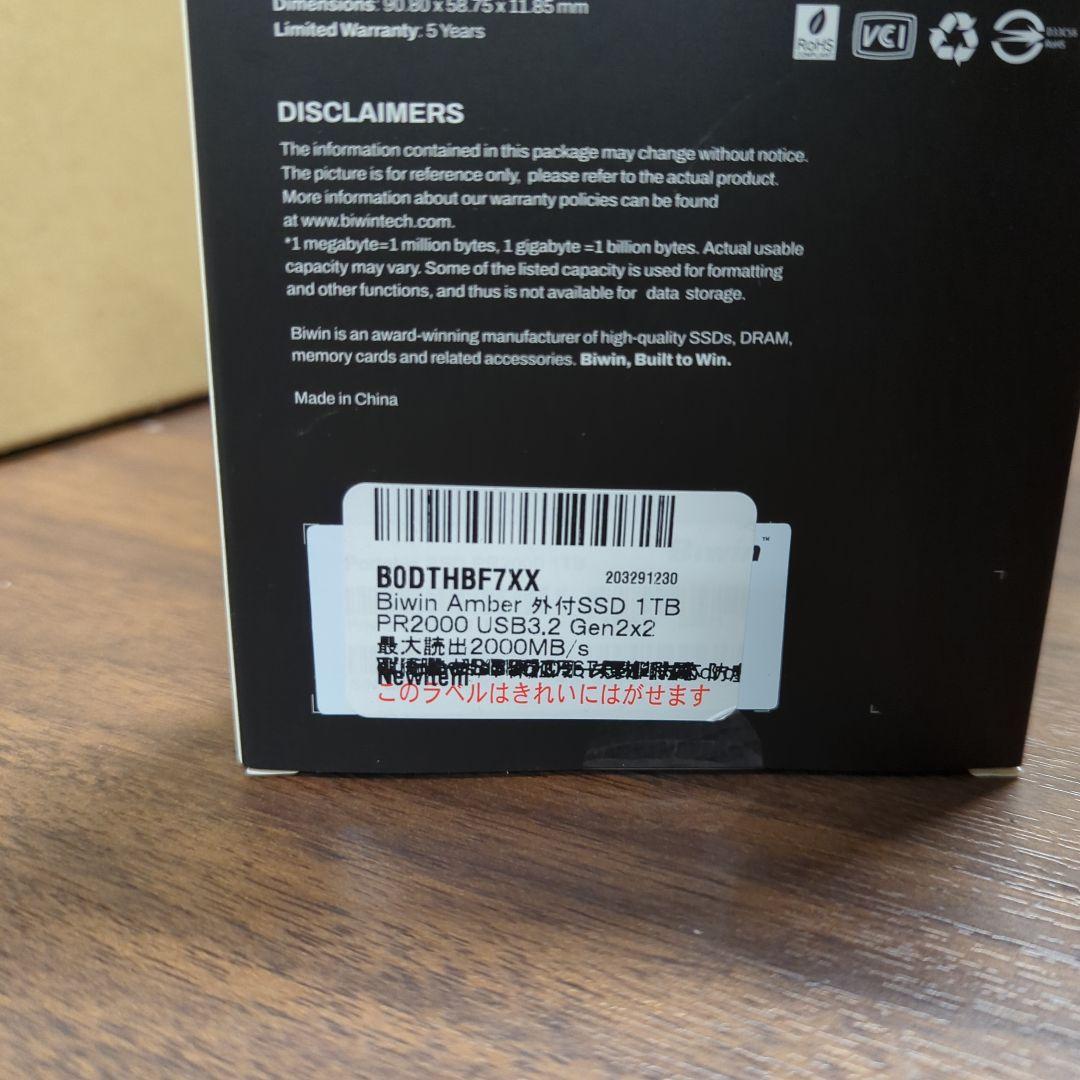 Dimensions: 90.80 x 58.75 x 11.85 mm
Limited Warranty: 5 Years
RoHS
VCI
DISCLAIMERS
The information contained in this package may change without notice.
The picture is for reference only, please refer to the actual product.
More information about our warranty policies can be found
at www.biwintech.com.
*1 megabyte=1 million bytes, 1 gigabyte =1 billion bytes. Actual usable
capacity may vary. Some of the listed capacity is used for formatting
and other functions, and thus is not available for data storage.
Biwin is an award-winning manufacturer of high-quality SSDs, DRAM,
memory cards and related accessories. Biwin, Built to Win.
Made in China
B0DTHBF7XX 203291230
Biwin Amber 外付SSD 1TB
PR2000 USB3.2 Gen2x2
最大読出2000MB/s
NewItem
このラベルはきれいにはがせます